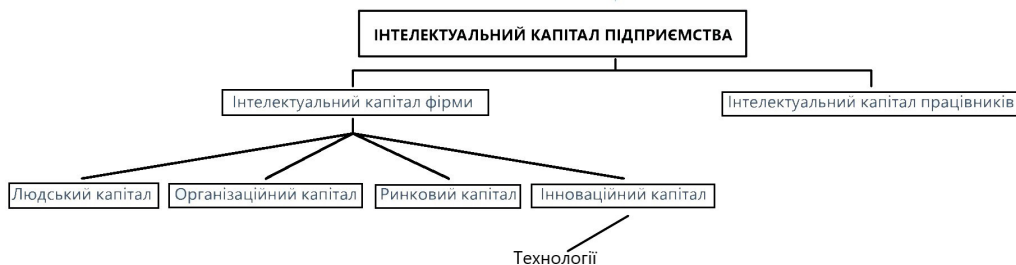 ІНТЕЛЕКТУАЛЬНИЙ КАПІТАЛ ПІДПРИЄМСТВА
Інтелектуальний капітал фірми
Інтелектуальний капітал працівників
Людський капітал
Організаційний капітал
Ринковий капітал
Інноваційний капітал
Технології